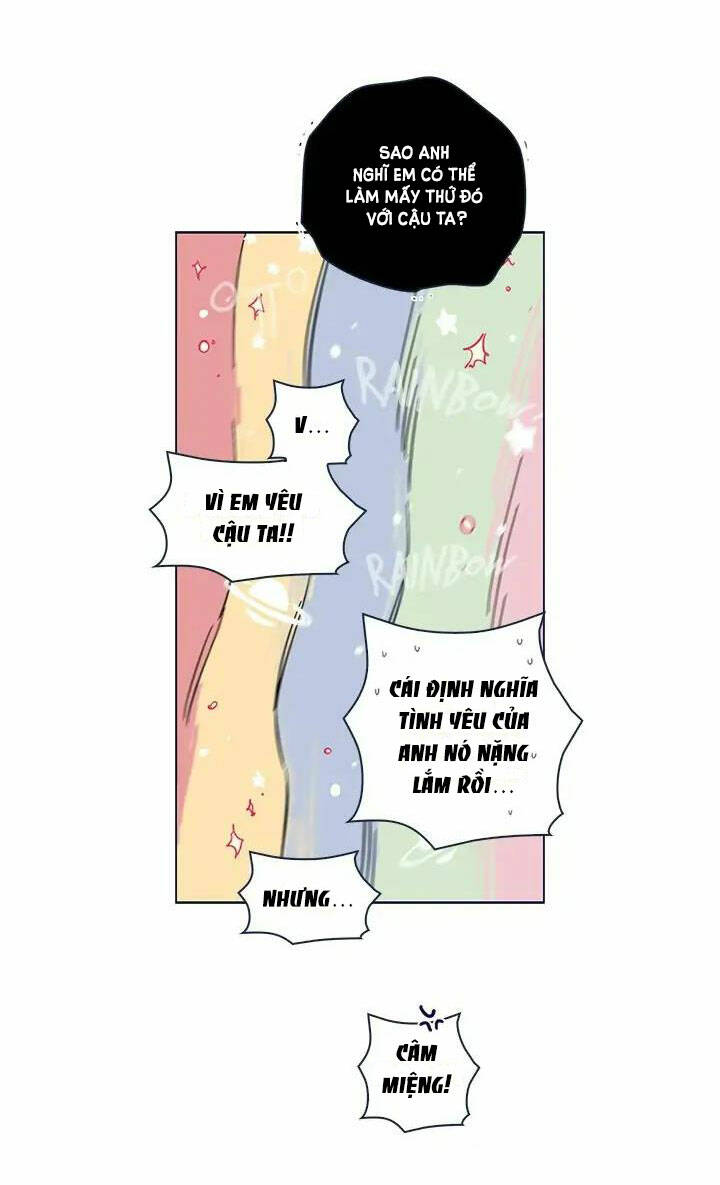 SAO ANH
NGHĨ EM CÓ THỂ
LÀM MẤY THỨ ĐÓ
VỚI CẬU TA?
RAINBOW
V...
VÌ EM YÊU
CẬU TA!!
RAINBOW
CÁI ĐỊNH NGHĨA
TÌNH YÊU CỦA
ANH NÓ NẶNG
LẮM RỒI...
NHƯNG...
CÂM
MIỆNG!